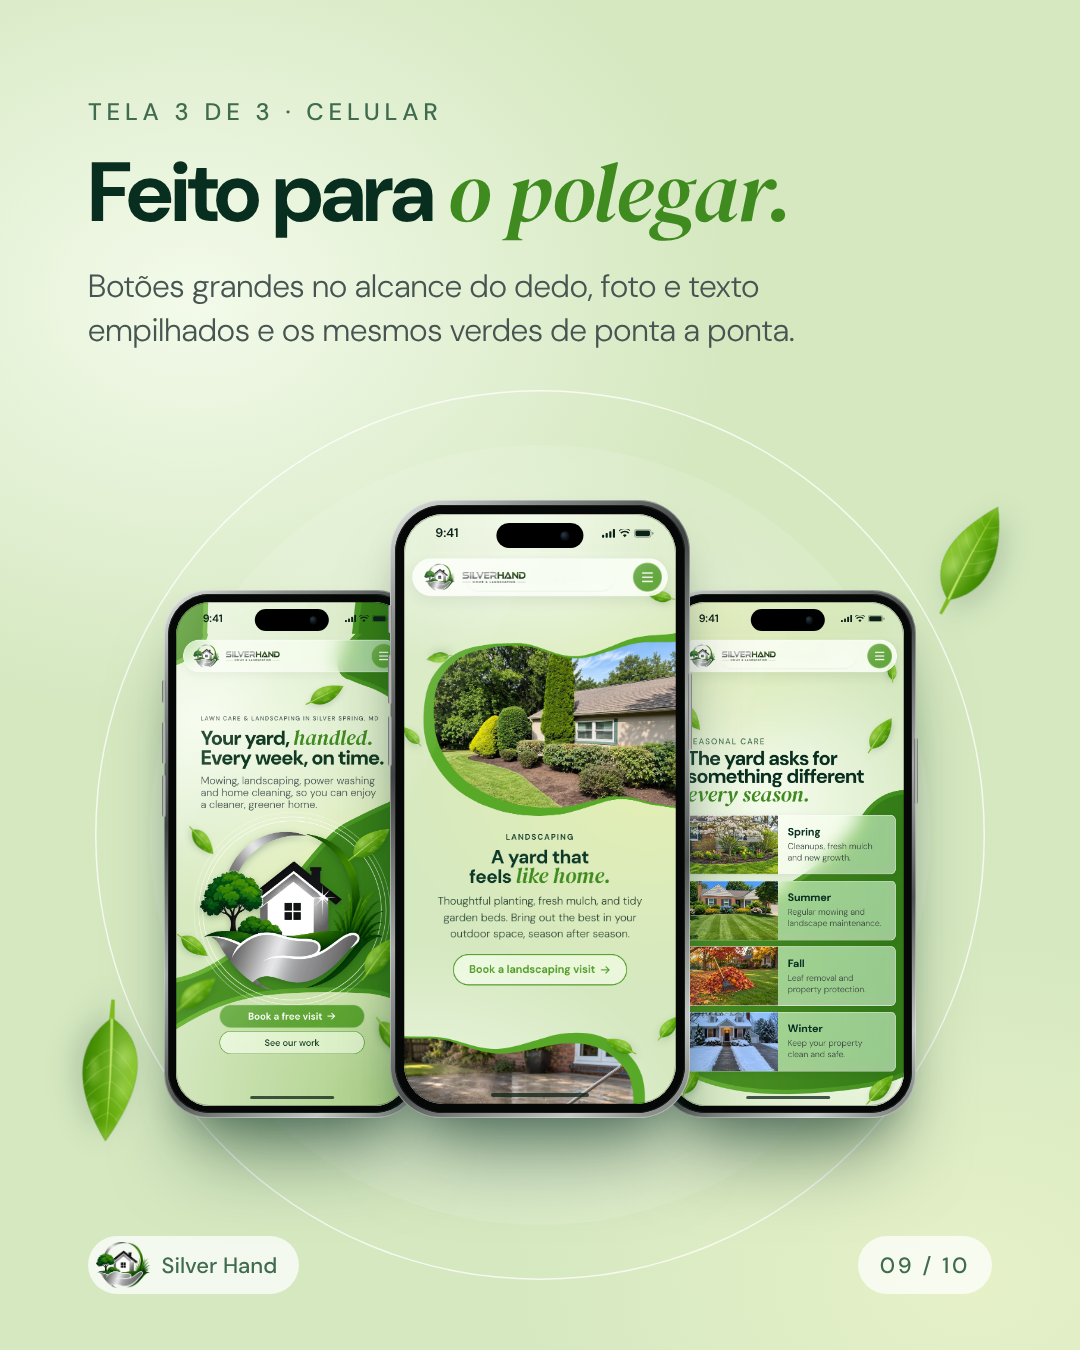 TELA 3 DE 3 · CELULAR
Feito para o polegar.
Botões grandes no alcance do dedo, foto e texto
empilhados e os mesmos verdes de ponta a ponta.
9:41
SILVERHAND
LAWN CARE & LANDSCAPING IN SILVER SPRING, MD
Your yard, handled.
Every week, on time.
Mowing, landscaping, power washing
and home cleaning, so you can enjoy
a cleaner, greener home.
Book a free visit →
See our work
9:41
SILVERHAND
LANDSCAPING
A yard that
feels like home.
Thoughtful planting, fresh mulch, and tidy
garden beds. Bring out the best in your
outdoor space, season after season.
Book a landscaping visit →
9:41
SILVERHAND
EASONAL CARE
The yard asks for
something different
every season.
Spring
Cleanups, fresh mulch
and new growth.
Summer
Regular mowing and
landscape maintenance.
Fall
Leaf removal and
property protection.
Winter
Keep your property
clean and safe.
Silver Hand
09 / 10